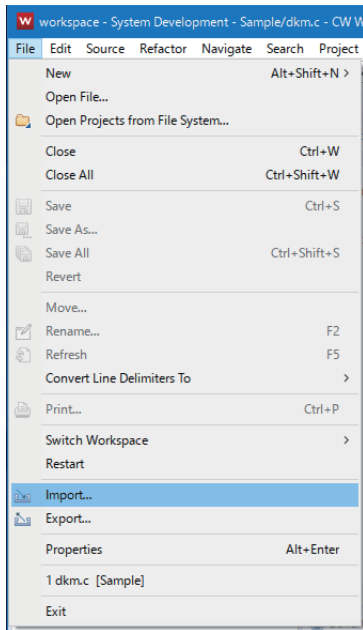 workspace - System Development - Sample/dkm.c - CW W
File Edit Source Refactor Navigate Search Project
New Alt+Shift+N >
Open File...
Open Projects from File System...
Close Ctrl+W
Close All Ctrl+Shift+W
Save Ctrl+S
Save As...
Save All Ctrl+Shift+S
Revert
Move...
Rename... F2
Refresh F5
Convert Line Delimiters To >
Print... Ctrl+P
Switch Workspace >
Restart
Import...
Export...
Properties Alt+Enter
1 dkm.c [Sample]
Exit